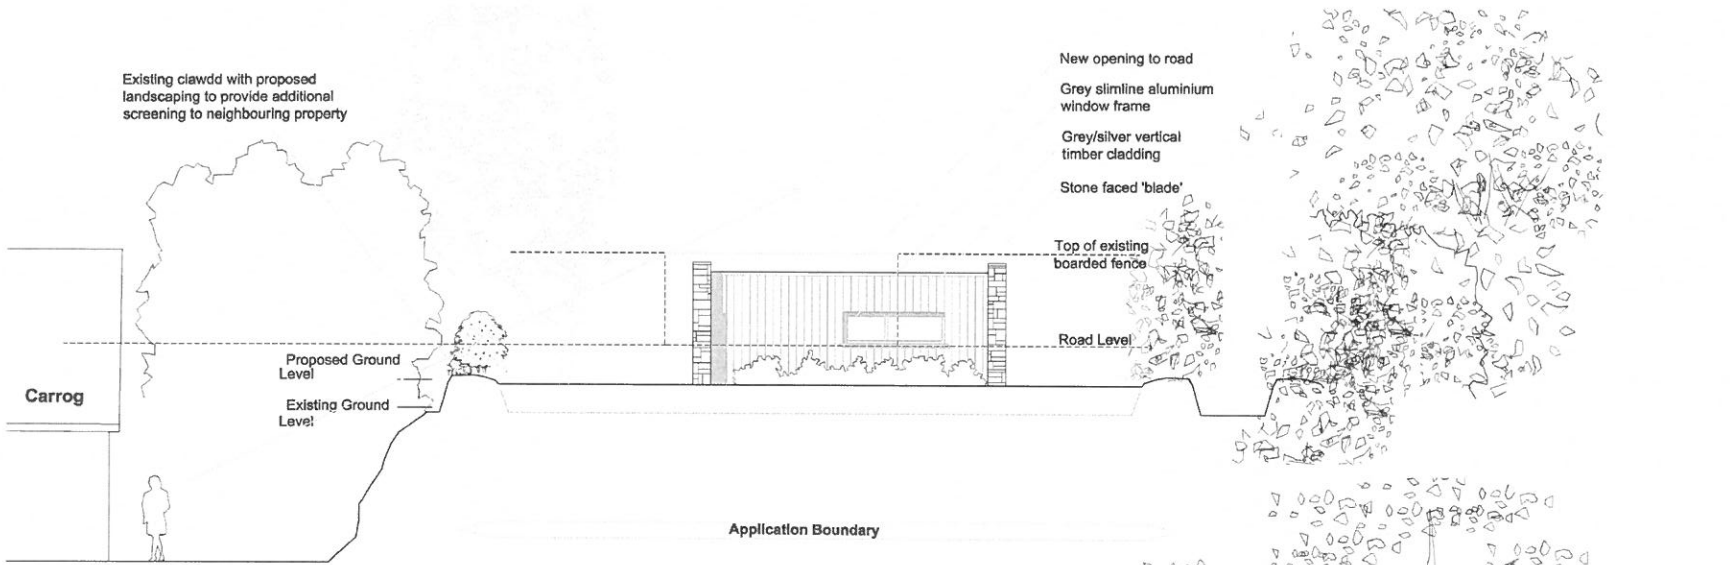 Existing clawdd with proposed
landscaping to provide additional
screening to neighbouring property
New opening to road
Grey slimline aluminium
window frame
Grey/silver vertical
timber cladding
Stone faced 'blade'
Top of existing
boarded fence
Road Level
Proposed Ground
Level
Existing Ground
Level
Carrog
Application Boundary